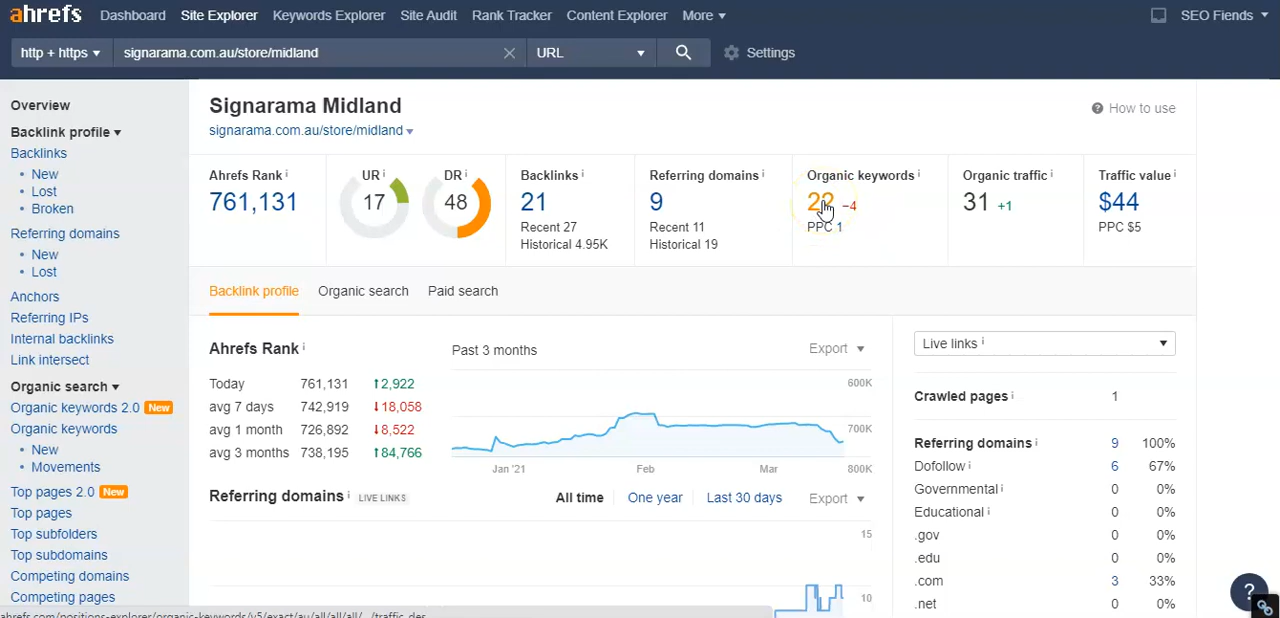 ahrefs Dashboard Site Explorer Keywords Explorer Site Audit Rank Tracker Content Explorer More SEO Fiends
http + https signarama.com.au/store/midland URL Settings
Overview
Backlink profile
Backlinks
• New
• Lost
• Broken
Referring domains
• New
• Lost
Anchors
Referring IPs
Internal backlinks
Link intersect
Organic search
Organic keywords 2.0 New
Organic keywords
• New
• Movements
Top pages 2.0 New
Top pages
Top subfolders
Top subdomains
Competing domains
Competing pages
Signarama Midland
? How to use
signarama.com.au/store/midland
Ahrefs Rank i
761,131
UR i
17
DR i
48
Backlinks i
21
Recent 27
Historical 4.95K
Referring domains i
9
Recent 11
Historical 19
Organic keywords i
22 −4
PPC 1
Organic traffic i
31 +1
Traffic value i
$44
PPC $5
Backlink profile Organic search Paid search
Ahrefs Rank i
Today 761,131 ↑2,922
avg 7 days 742,919 ↓18,058
avg 1 month 726,892 ↓8,522
avg 3 months 738,195 ↑84,766
Past 3 months Export
600K
700K
800K
Jan '21 Feb Mar
Referring domains i LIVE LINKS All time One year Last 30 days Export
15
10
Live links i
Crawled pages i 1
Referring domains i 9 100%
Dofollow i 6 67%
Governmental i 0 0%
Educational i 0 0%
.gov 0 0%
.edu 0 0%
.com 3 33%
.net 0 0%
?